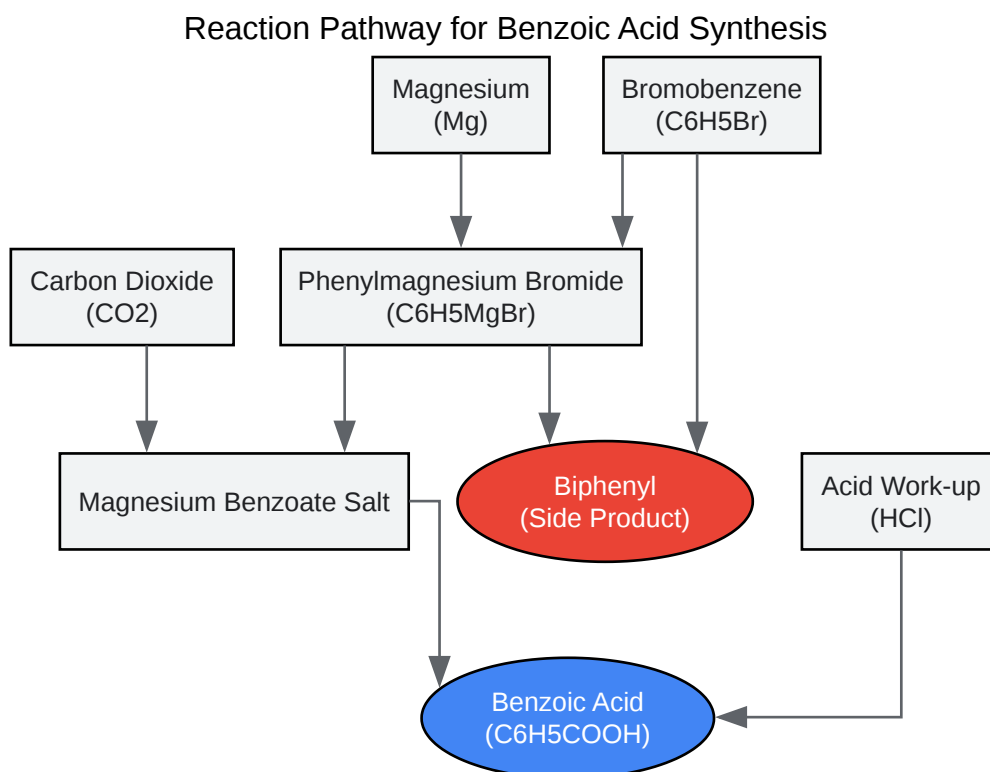 Reaction Pathway for Benzoic Acid Synthesis
Magnesium
(Mg)
Bromobenzene
(C6H5Br)
Carbon Dioxide
(CO2)
Phenylmagnesium Bromide
(C6H5MgBr)
Magnesium Benzoate Salt
Biphenyl
(Side Product)
Acid Work-up
(HCl)
Benzoic Acid
(C6H5COOH)